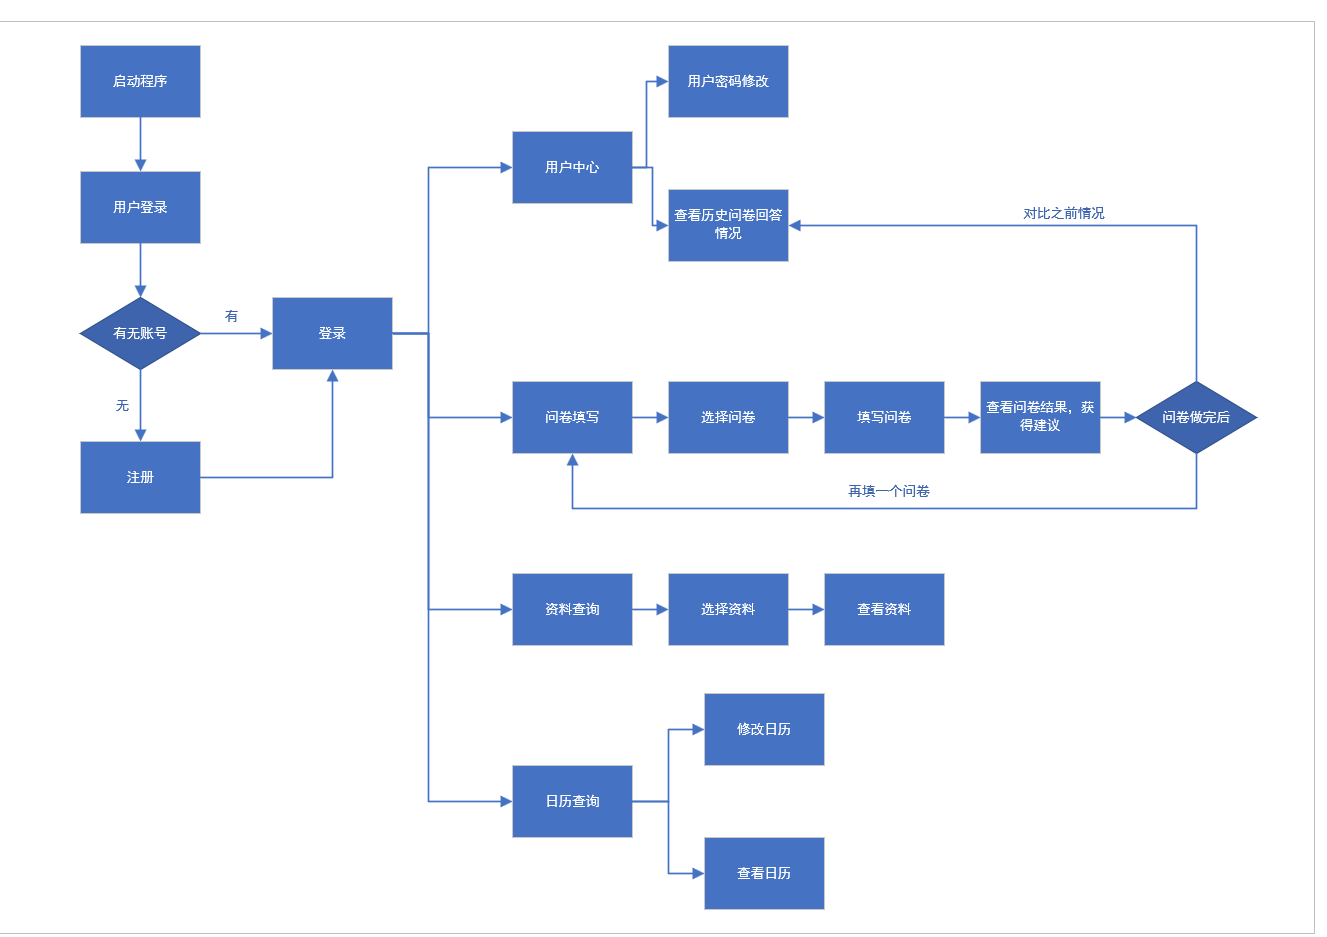 启动程序
用户密码修改
用户中心
用户登录
查看历史问卷回答
情况
对比之前情况
有
有无账号
登录
无
问卷填写
选择问卷
填写问卷
查看问卷结果，获
得建议
问卷做完后
注册
再填一个问卷
资料查询
选择资料
查看资料
修改日历
日历查询
查看日历